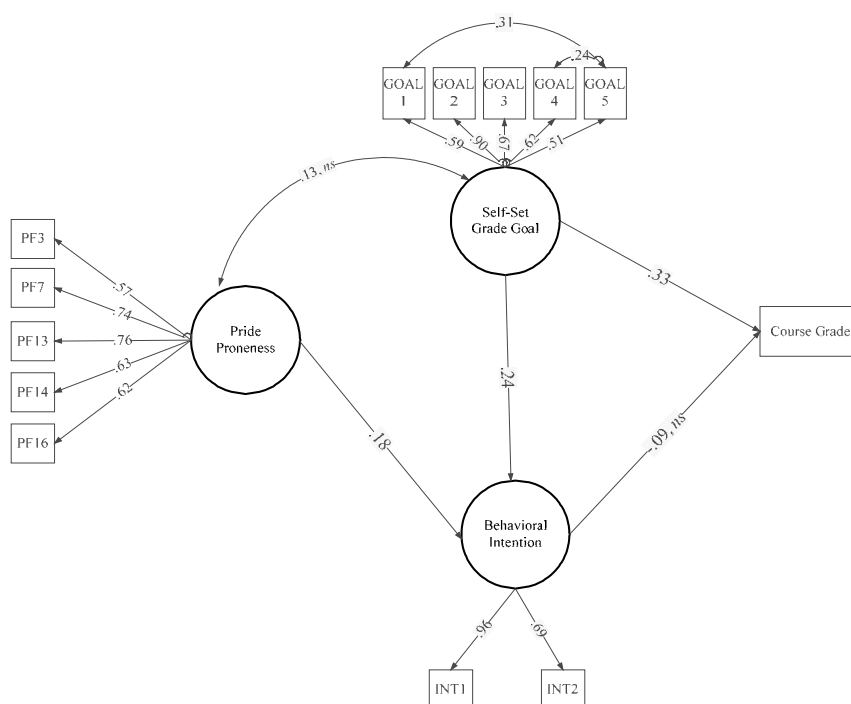 .31
.24
GOAL
1
GOAL
2
GOAL
3
GOAL
4
GOAL
5
.59
.90
.67
.62
.51
.13, ns
Self-Set
Grade Goal
PF3
PF7
PF13
PF14
PF16
.57
.74
.76
.63
.62
Pride
Proneness
.33
Course Grade
.24
.18
-.09, ns
Behavioral
Intention
.96
.69
INT1
INT2